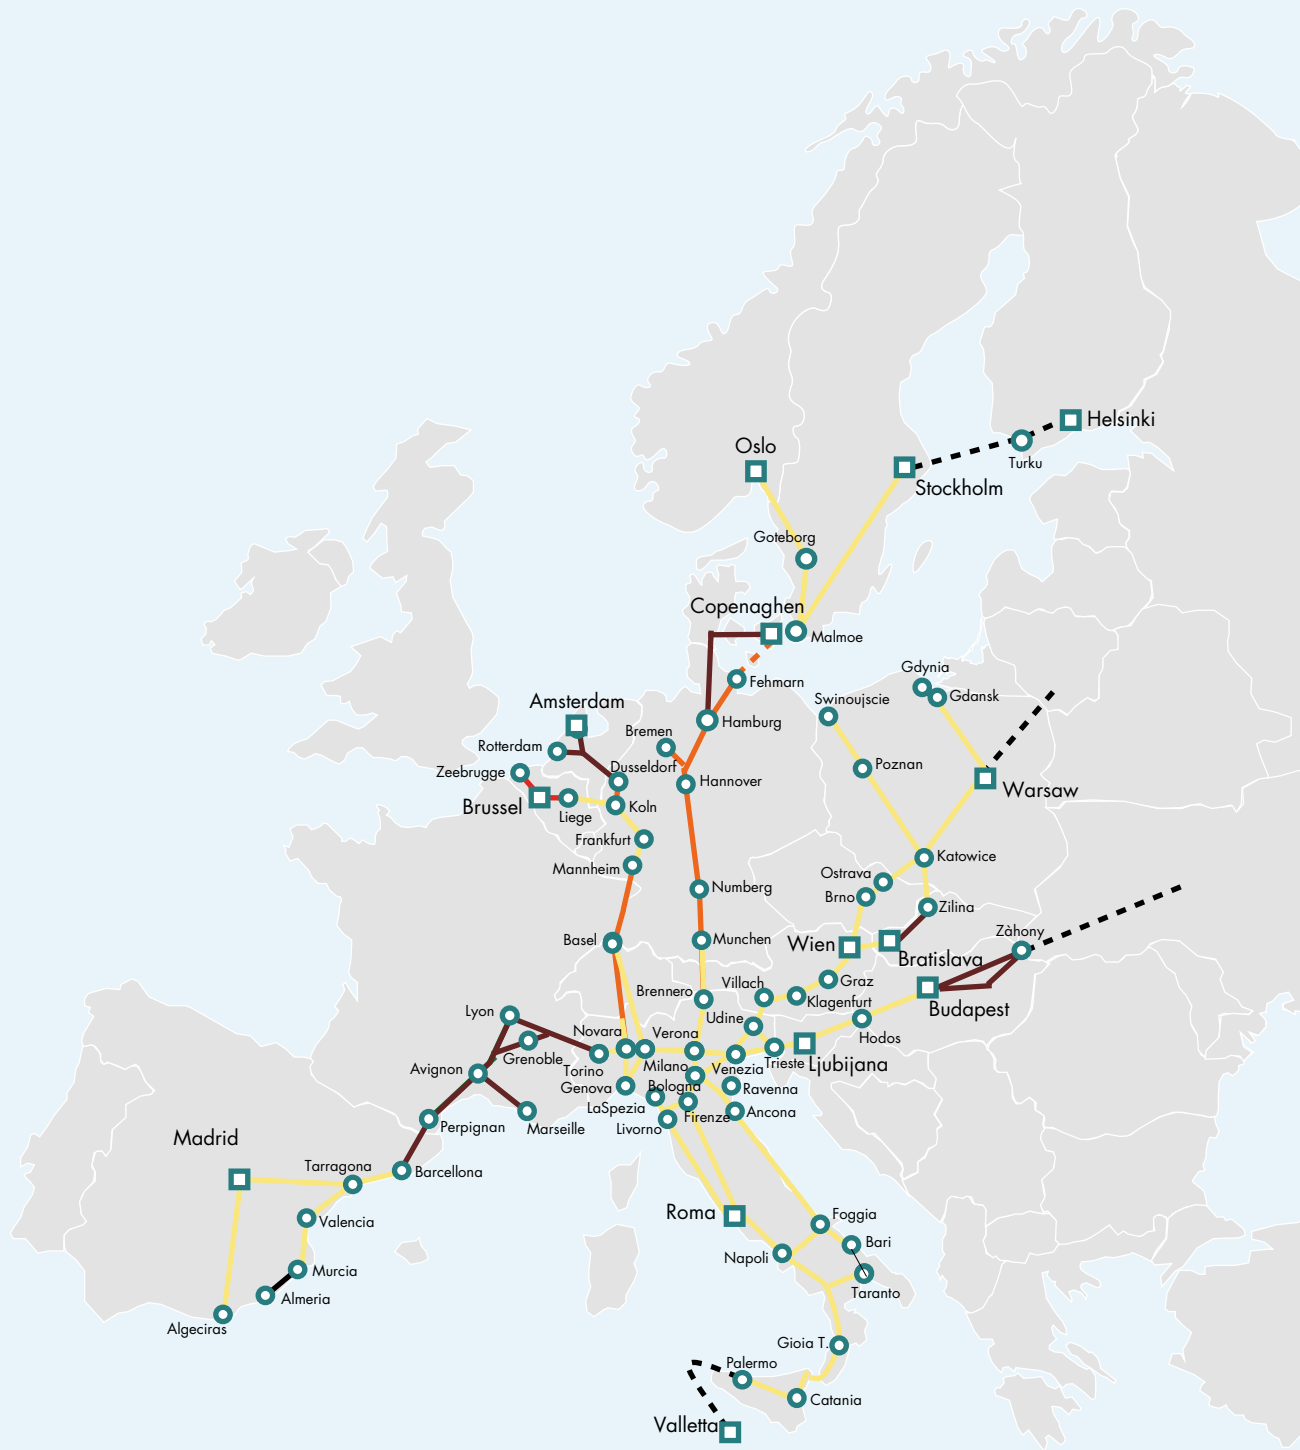 Helsinki
Oslo
Turku
Stockholm
Goteborg
Copenaghen
Malmoe
Gdynia
Fehmarn
Gdansk
Swinoujscie
Amsterdam
Hamburg
Bremen
Rotterdam
Poznan
Dusseldorf
Zeebrugge
Hannover
Warsaw
Brussel
Koln
Liege
Frankfurt
Katowice
Mannheim
Ostrava
Numberg
Brno
Zilina
Zàhony
Basel
Munchen
Wien
Bratislava
Villach
Graz
Brennero
Klagenfurt
Budapest
Lyon
Udine
Novara
Verona
Hodos
Grenoble
Trieste
Ljubijana
Avignon
Torino
Milano
Venezia
Genova
Bologna
Ravenna
LaSpezia
Firenze
Ancona
Perpignan
Marseille
Livorno
Madrid
Tarragona
Barcellona
Roma
Foggia
Valencia
Bari
Napoli
Murcia
Taranto
Almeria
Algeciras
Gioia T.
Palermo
Catania
Valletta